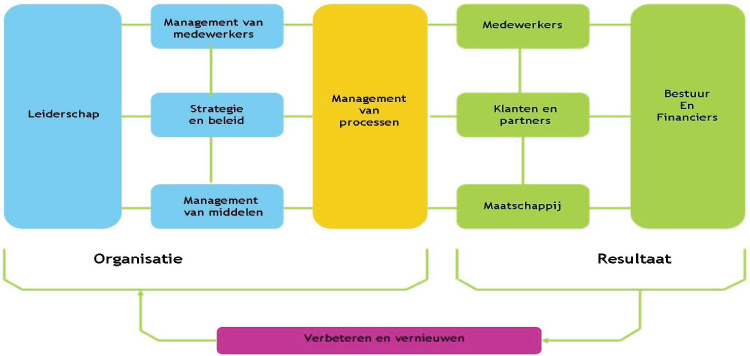 Leiderschap
Management van
medewerkers
Strategie
en beleid
Management
van middelen
Management
van
processen
Medewerkers
Klanten en
partners
Maatschappij
Bestuur
En
Financiers
Organisatie
Resultaat
Verbeteren en vernieuwen